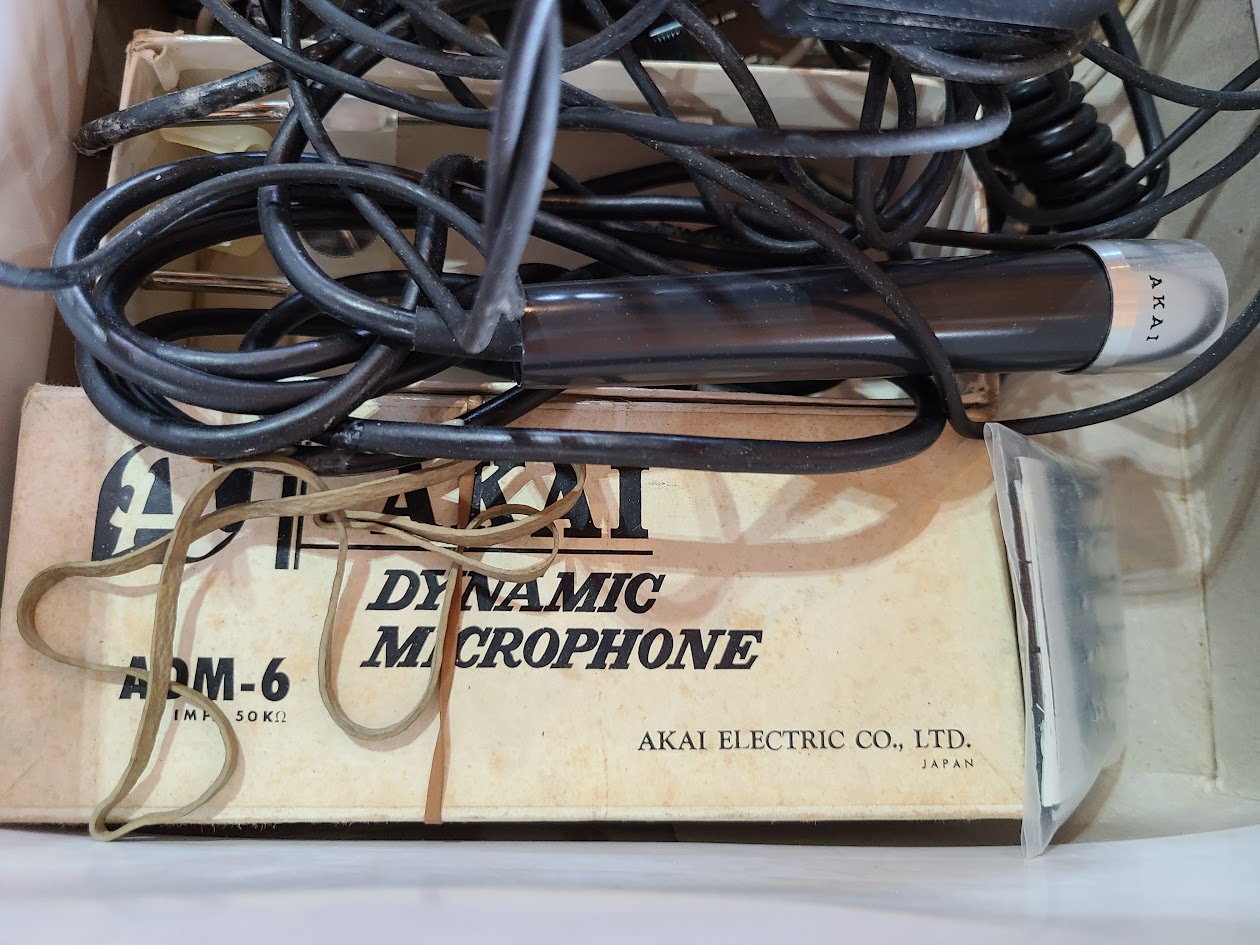 AKAI
AKAI
DYNAMIC
MICROPHONE
ADM-6
IMP. 50KΩ
AKAI ELECTRIC CO., LTD.
JAPAN